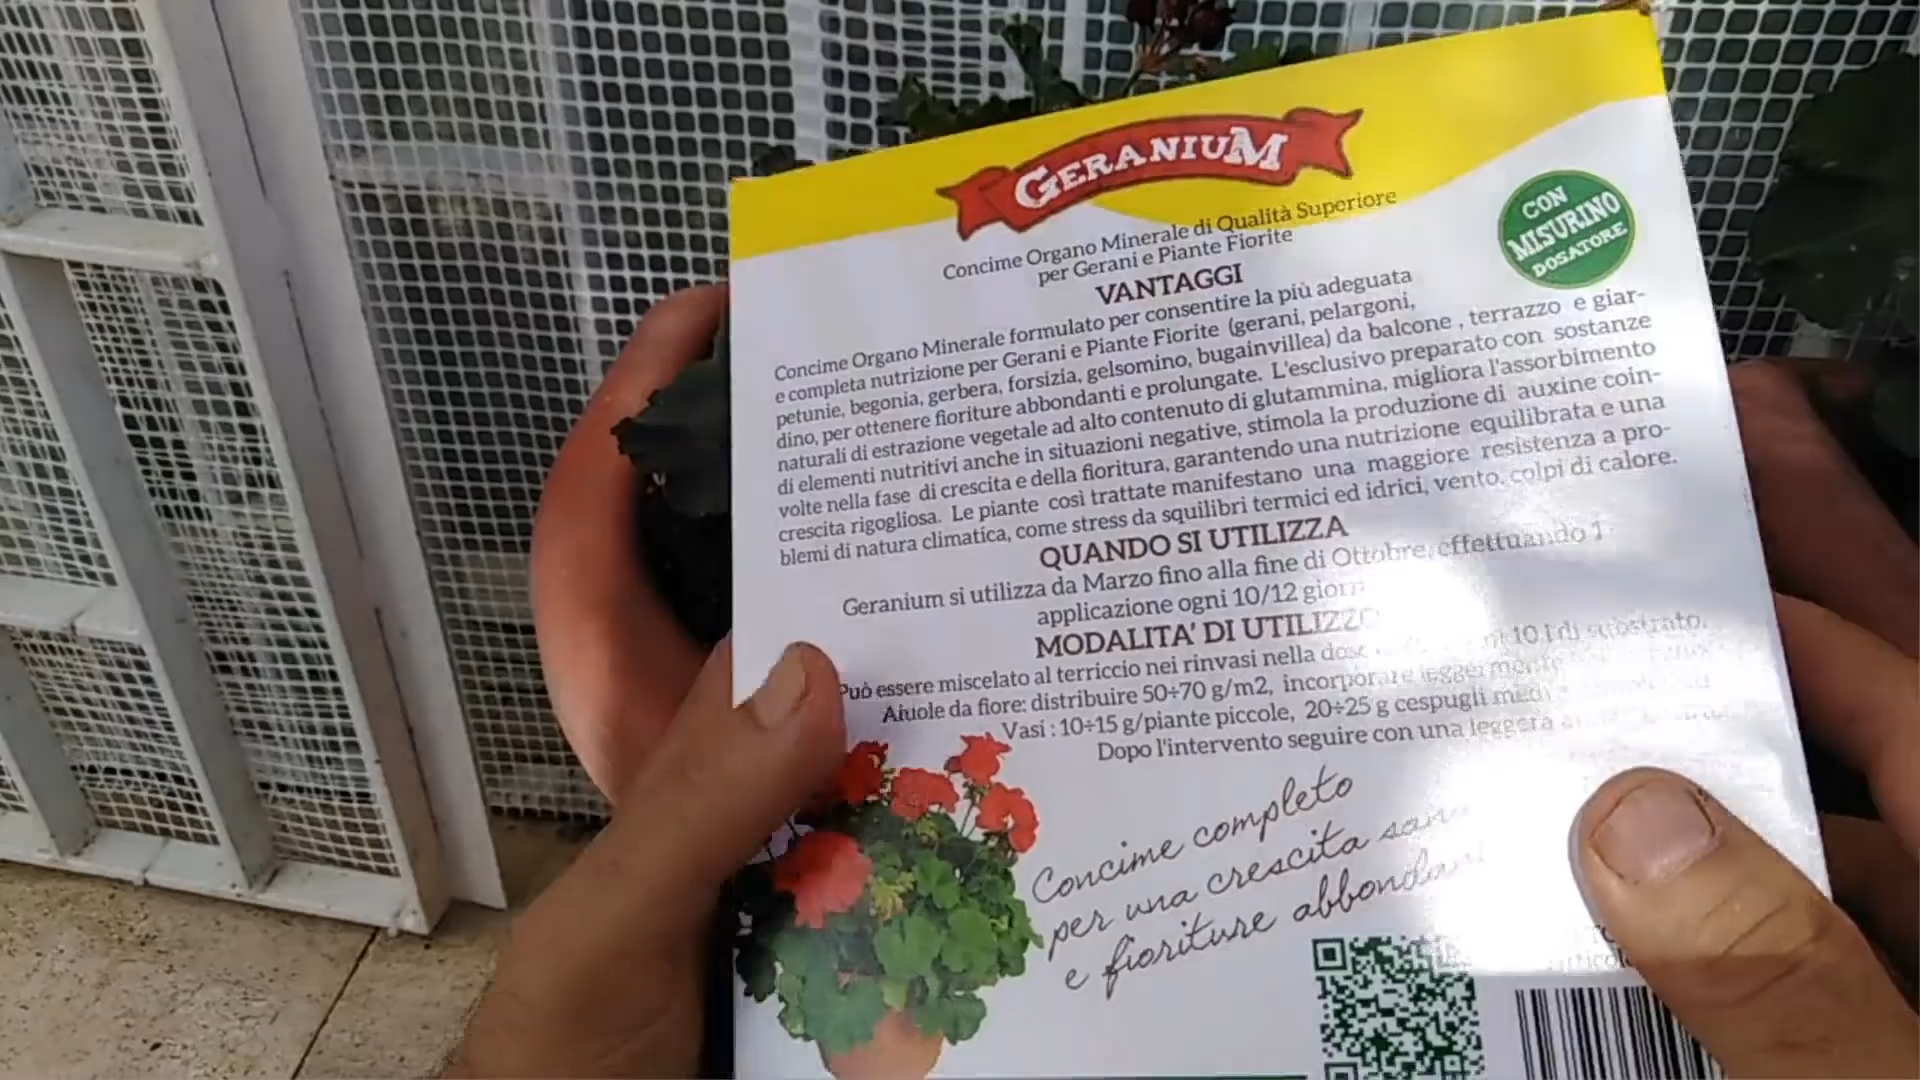 GERANIUM
Concime Organo Minerale di Qualità Superiore
per Gerani e Piante Fiorite
CON
MISURINO
DOSATORE
VANTAGGI
Concime Organo Minerale formulato per consentire la più adeguata
e completa nutrizione per Gerani e Piante Fiorite (gerani, pelargoni,
petunie, begonia, gerbera, forsizia, gelsomino, bugainvillea) da balcone , terrazzo e giar-
dino, per ottenere fioriture abbondanti e prolungate. L'esclusivo preparato con sostanze
naturali di estrazione vegetale ad alto contenuto di glutammina, migliora l'assorbimento
di elementi nutritivi anche in situazioni negative, stimola la produzione di auxine coin-
volte nella fase di crescita e della fioritura, garantendo una nutrizione equilibrata e una
crescita rigogliosa. Le piante così trattate manifestano una maggiore resistenza a pro-
blemi di natura climatica, come stress da squilibri termici ed idrici, vento, colpi di calore.
QUANDO SI UTILIZZA
Geranium si utilizza da Marzo fino alla fine di Ottobre, effettuando 1
applicazione ogni 10/12 giorn
MODALITA' DI UTILIZZO
Può essere miscelato al terriccio nei rinvasi nella 10 l di substrato.
Aiuole da fiore: distribuire 50÷70 g/m2, incorporare leggermente
Vasi : 10÷15 g/piante piccole, 20÷25 g cespugli medi
Dopo l'intervento seguire con una leggera
Concime completo
per una crescita
e fioriture